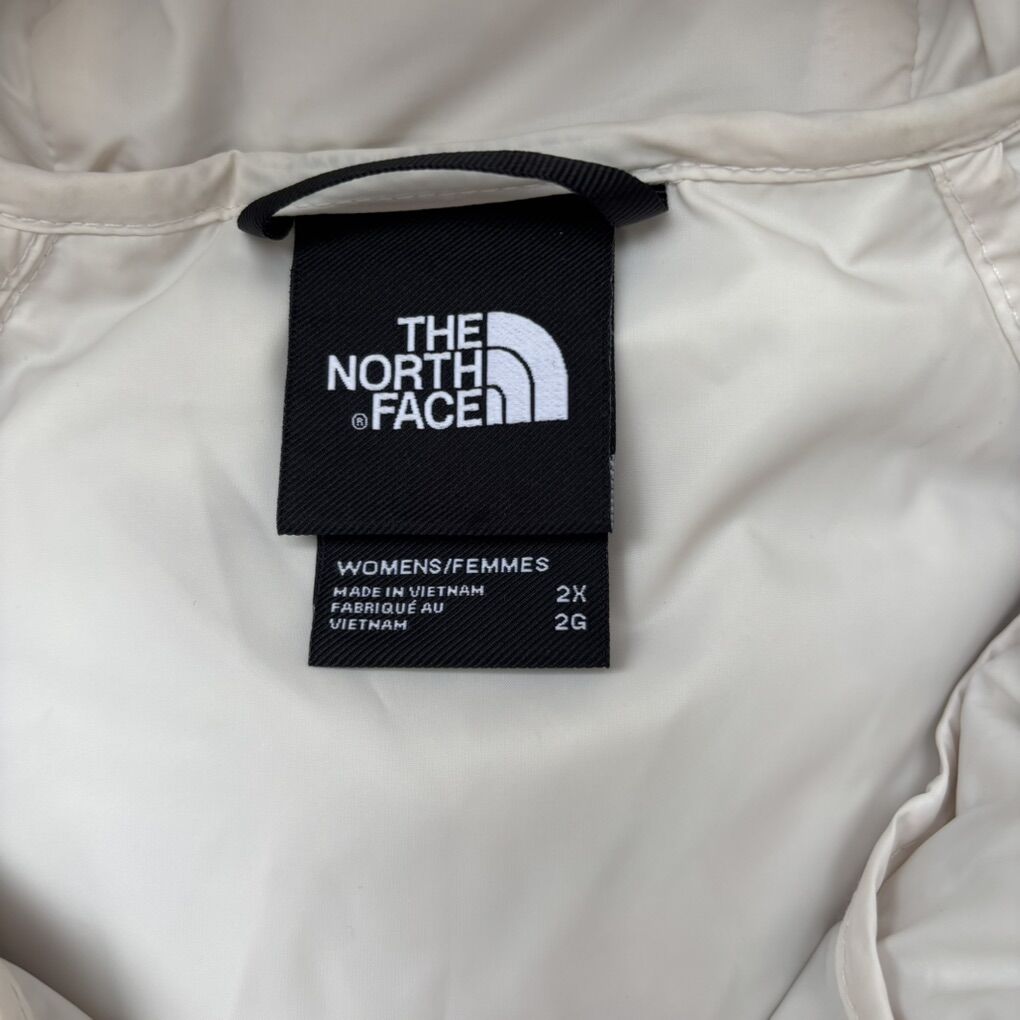 THE
NORTH
® FACE
WOMENS/FEMMES
MADE IN VIETNAM 2X
FABRIQUÉ AU
VIETNAM 2G